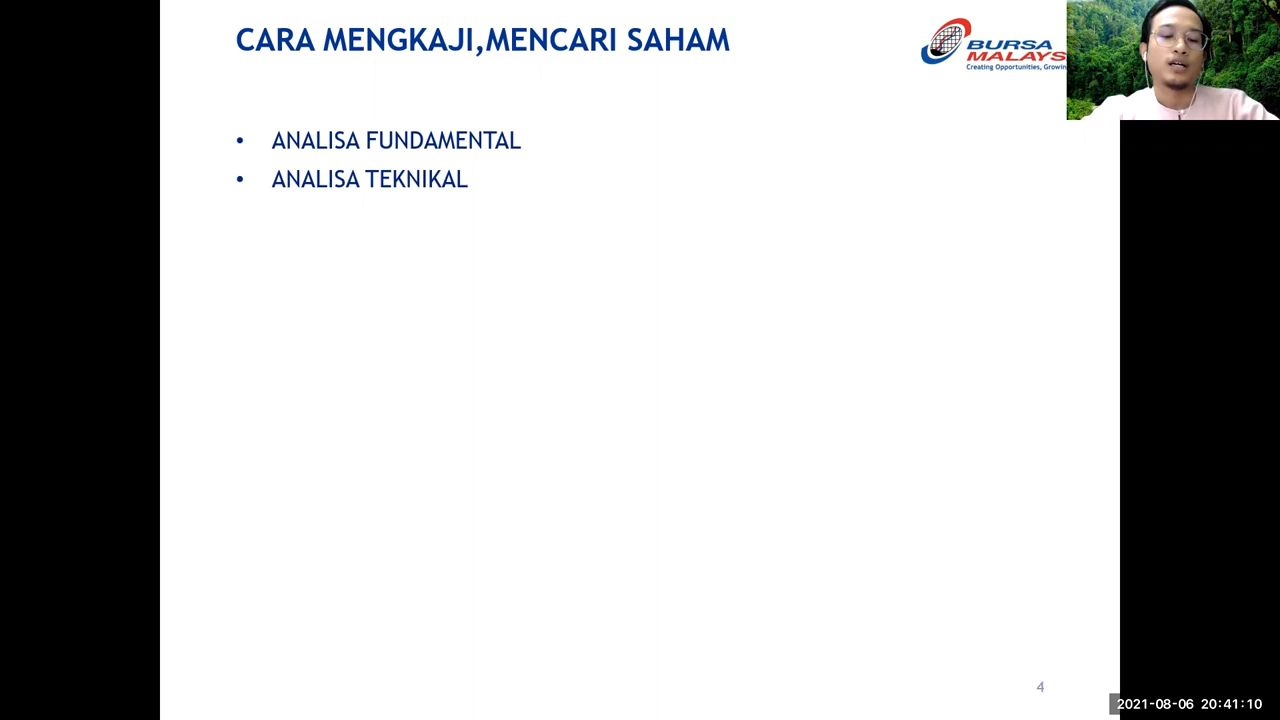 CARA MENGKAJI,MENCARI SAHAM
BURSA
MALAYS
Creating Opportunities, Growin
• ANALISA FUNDAMENTAL
• ANALISA TEKNIKAL
4
2021-08-06 20:41:10